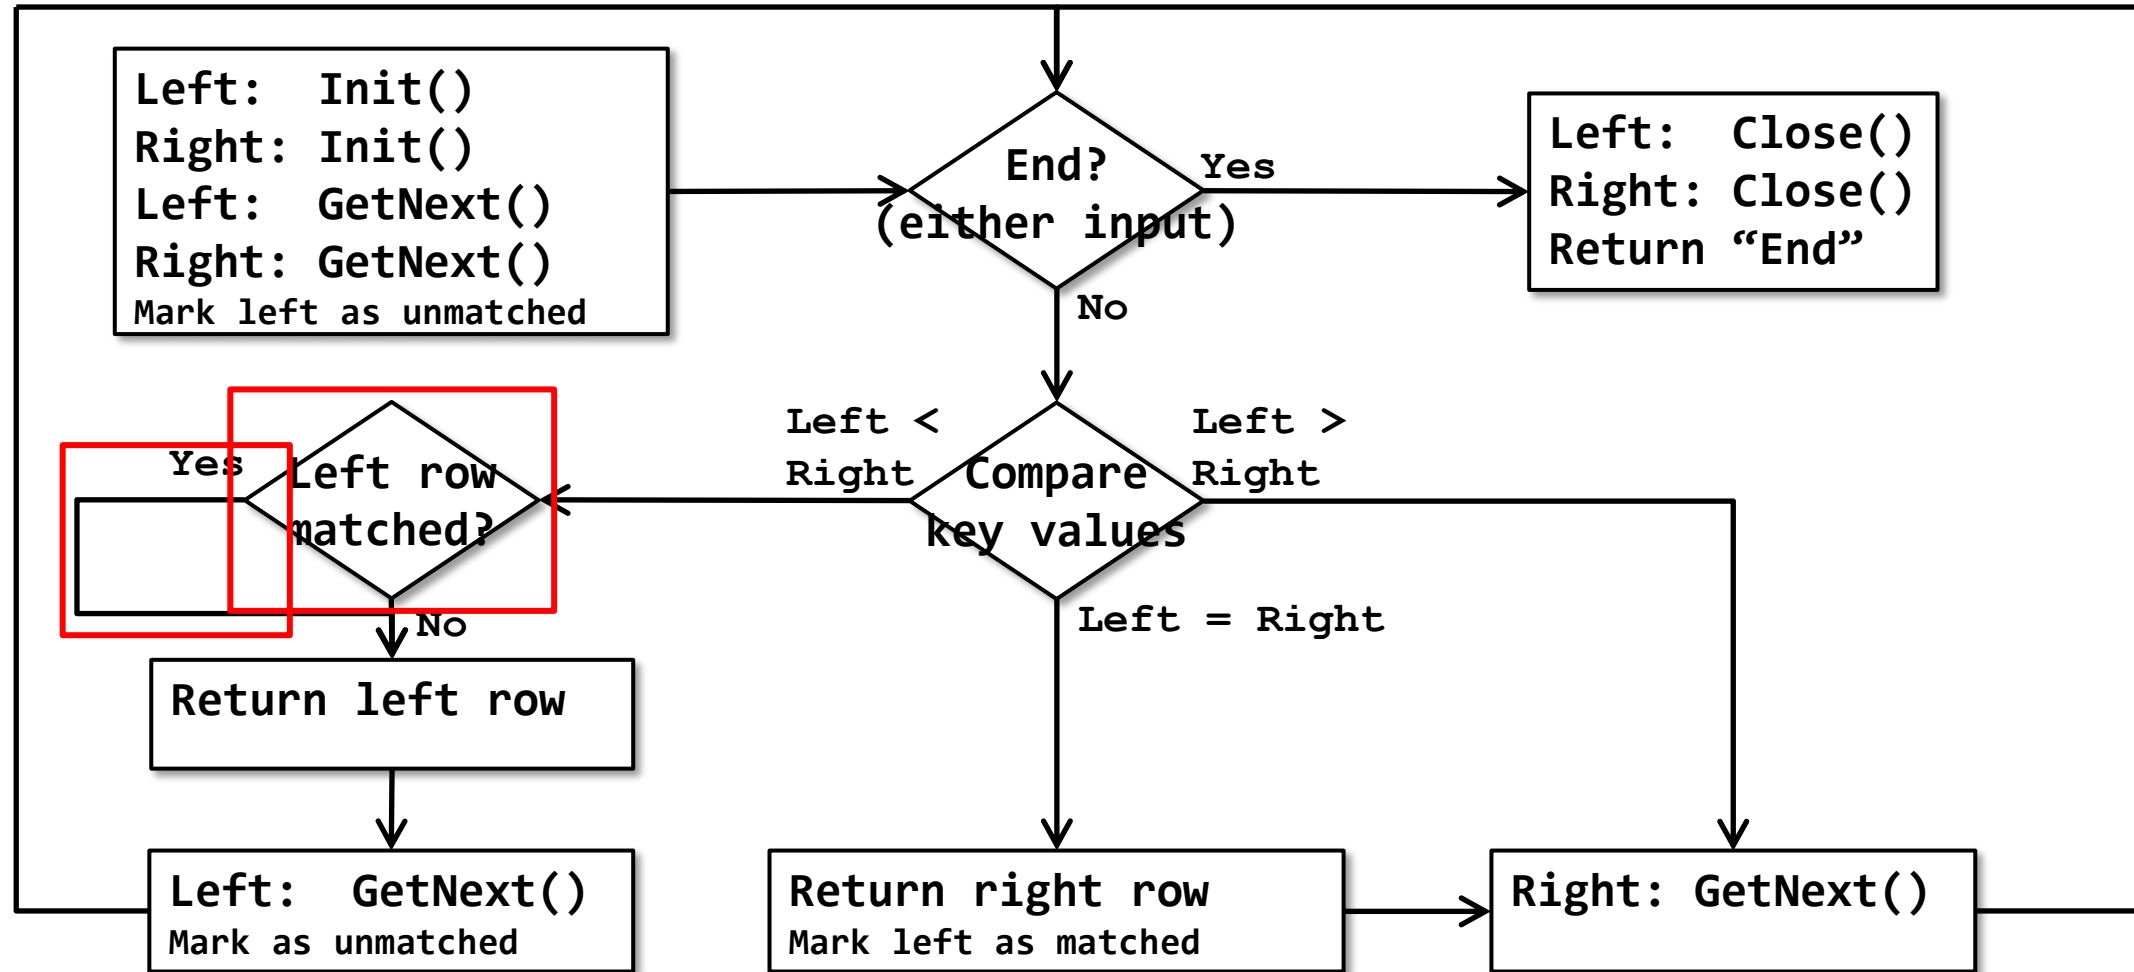 Left:  Init()
Right: Init()
Left:  GetNext()
Right: GetNext()
Mark left as unmatched
End?
(either input)
Yes
No
Left:  Close()
Right: Close()
Return “End”
Left <
Right
Compare
key values
Left >
Right
Left = Right
Yes
Left row
matched?
No
Return left row
Left:  GetNext()
Mark as unmatched
Return right row
Mark left as matched
Right: GetNext()